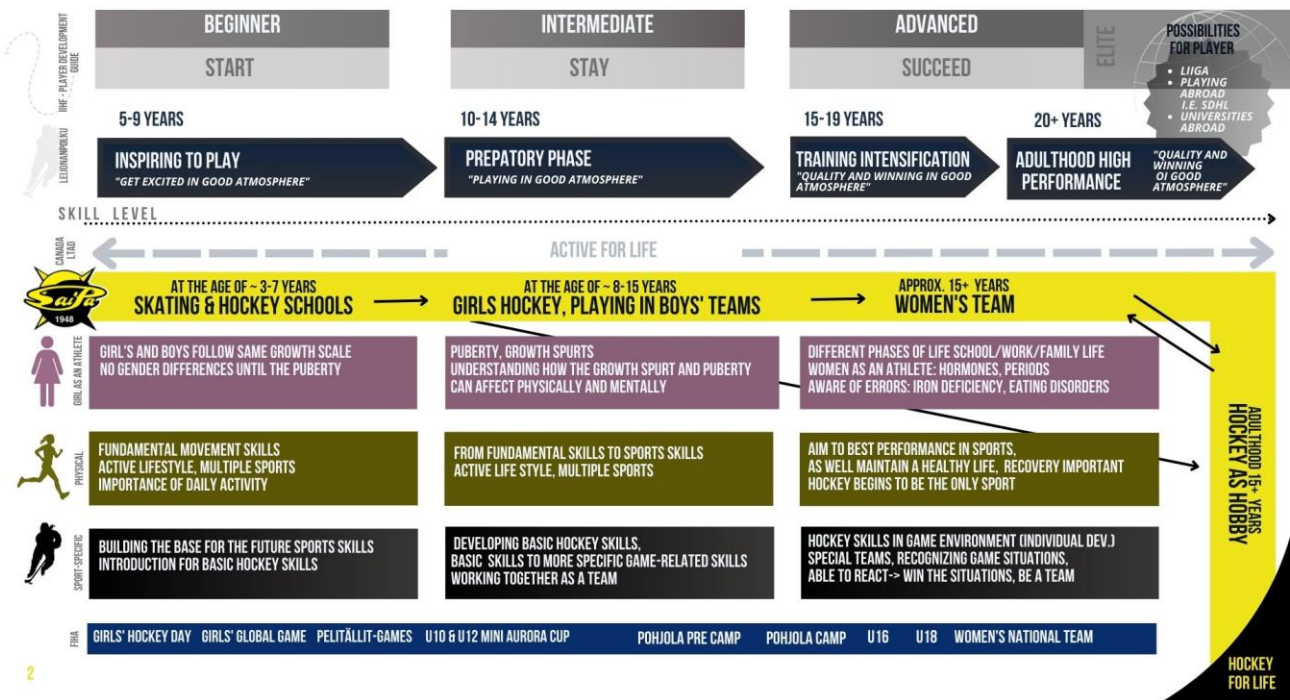 IIHF - PLAYER DEVELOPMENT
GUIDE
BEGINNER
START
INTERMEDIATE
STAY
ADVANCED
SUCCEED
ELITE
POSSIBILITIES
FOR PLAYER
• LIIGA
• PLAYING
ABROAD
I.E. SDHL
• UNIVERSITIES
ABROAD
LEIJONANPOLKU
5-9 YEARS
INSPIRING TO PLAY
"GET EXCITED IN GOOD ATMOSPHERE"
10-14 YEARS
PREPATORY PHASE
"PLAYING IN GOOD ATMOSPHERE"
15-19 YEARS
TRAINING INTENSIFICATION
"QUALITY AND WINNING IN GOOD
ATMOSPHERE"
20+ YEARS
ADULTHOOD HIGH
PERFORMANCE
"QUALITY AND
WINNING
OI GOOD
ATMOSPHERE"
SKILL LEVEL
CANADA
LTAD
ACTIVE FOR LIFE
SaiPa
1948
AT THE AGE OF ~ 3-7 YEARS
SKATING & HOCKEY SCHOOLS
AT THE AGE OF ~ 8-15 YEARS
GIRLS HOCKEY, PLAYING IN BOYS' TEAMS
APPROX. 15+ YEARS
WOMEN'S TEAM
GIRL AS AN ATHLETE
GIRL'S AND BOYS FOLLOW SAME GROWTH SCALE
NO GENDER DIFFERENCES UNTIL THE PUBERTY
PUBERTY, GROWTH SPURTS
UNDERSTANDING HOW THE GROWTH SPURT AND PUBERTY
CAN AFFECT PHYSICALLY AND MENTALLY
DIFFERENT PHASES OF LIFE SCHOOL/WORK/FAMILY LIFE
WOMEN AS AN ATHLETE: HORMONES, PERIODS
AWARE OF ERRORS: IRON DEFICIENCY, EATING DISORDERS
PHYSICAL
FUNDAMENTAL MOVEMENT SKILLS
ACTIVE LIFESTYLE, MULTIPLE SPORTS
IMPORTANCE OF DAILY ACTIVITY
FROM FUNDAMENTAL SKILLS TO SPORTS SKILLS
ACTIVE LIFE STYLE, MULTIPLE SPORTS
AIM TO BEST PERFORMANCE IN SPORTS,
AS WELL MAINTAIN A HEALTHY LIFE, RECOVERY IMPORTANT
HOCKEY BEGINS TO BE THE ONLY SPORT
SPORT-SPECIFIC
BUILDING THE BASE FOR THE FUTURE SPORTS SKILLS
INTRODUCTION FOR BASIC HOCKEY SKILLS
DEVELOPING BASIC HOCKEY SKILLS,
BASIC SKILLS TO MORE SPECIFIC GAME-RELATED SKILLS
WORKING TOGETHER AS A TEAM
HOCKEY SKILLS IN GAME ENVIRONMENT (INDIVIDUAL DEV.)
SPECIAL TEAMS, RECOGNIZING GAME SITUATIONS,
ABLE TO REACT-> WIN THE SITUATIONS, BE A TEAM
ADULTHOOD 15+ YEARS
HOCKEY AS HOBBY
FIHA
GIRLS' HOCKEY DAY GIRLS' GLOBAL GAME PELITÄLLIT-GAMES U10 & U12 MINI AURORA CUP POHJOLA PRE CAMP POHJOLA CAMP U16 U18 WOMEN'S NATIONAL TEAM
2
HOCKEY
FOR LIFE